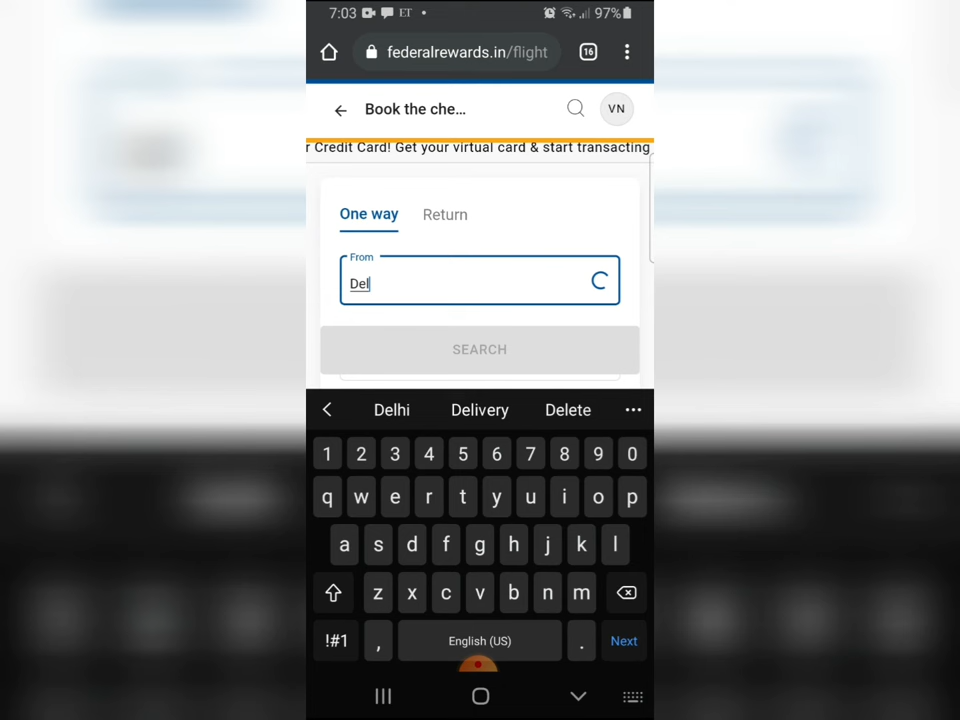 7:03 ET 97%
federalrewards.in/flight 16
Book the che... VN
r Credit Card! Get your virtual card & start transacting
One way Return
From
Del
SEARCH
Delhi Delivery Delete
1 2 3 4 5 6 7 8 9 0
q w e r t y u i o p
a s d f g h j k l
z x c v b n m
!#1 , English (US) . Next